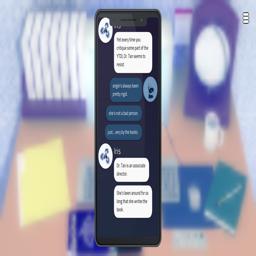 Iris
Yet every time you
critique some part of the
YTDI, Dr. Tan seems to
resist
angie's always been
pretty rigid.
she's not a bad person.
just... very by the books.
Iris
Dr. Tan is an associate
director.
She's been around for so
long that she wrote the
book.